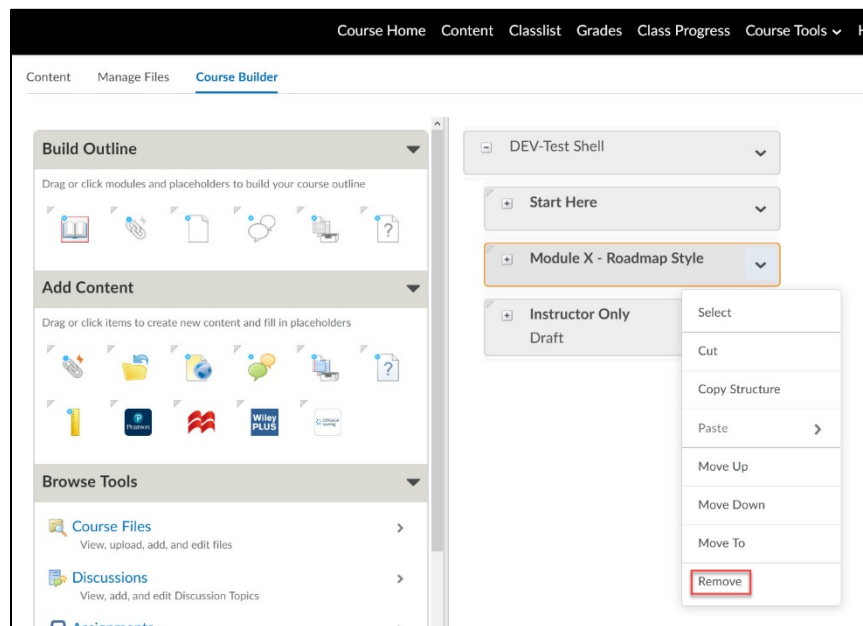 Course Home Content Classlist Grades Class Progress Course Tools H
Content Manage Files Course Builder
Build Outline
Drag or click modules and placeholders to build your course outline
Add Content
Drag or click items to create new content and fill in placeholders
Pearson
Wiley
PLUS
Browse Tools
Course Files
View, upload, add, and edit files
Discussions
View, add, and edit Discussion Topics
Assignments
DEV-Test Shell
Start Here
Module X - Roadmap Style
Instructor Only
Draft
Select
Cut
Copy Structure
Paste
Move Up
Move Down
Move To
Remove